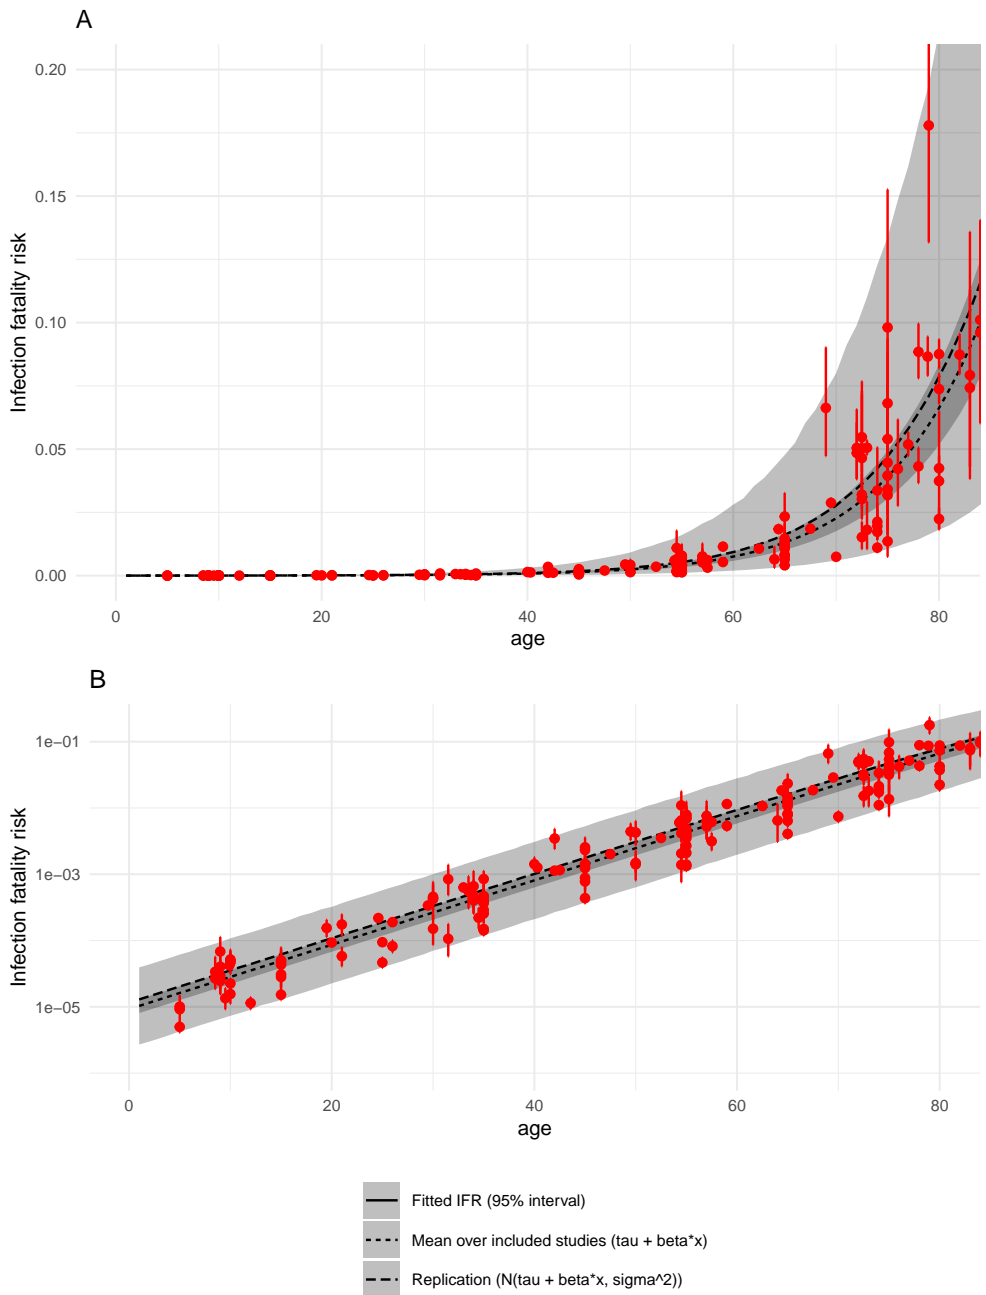 A
0.20
0.15
0.10
0.05
0.00
Infection fatality risk
0 20 40 60 80
age
B
1e−01
1e−03
1e−05
Infection fatality risk
0 20 40 60 80
age
Fitted IFR (95% interval)
Mean over included studies (tau + beta*x)
Replication (N(tau + beta*x, sigma^2))